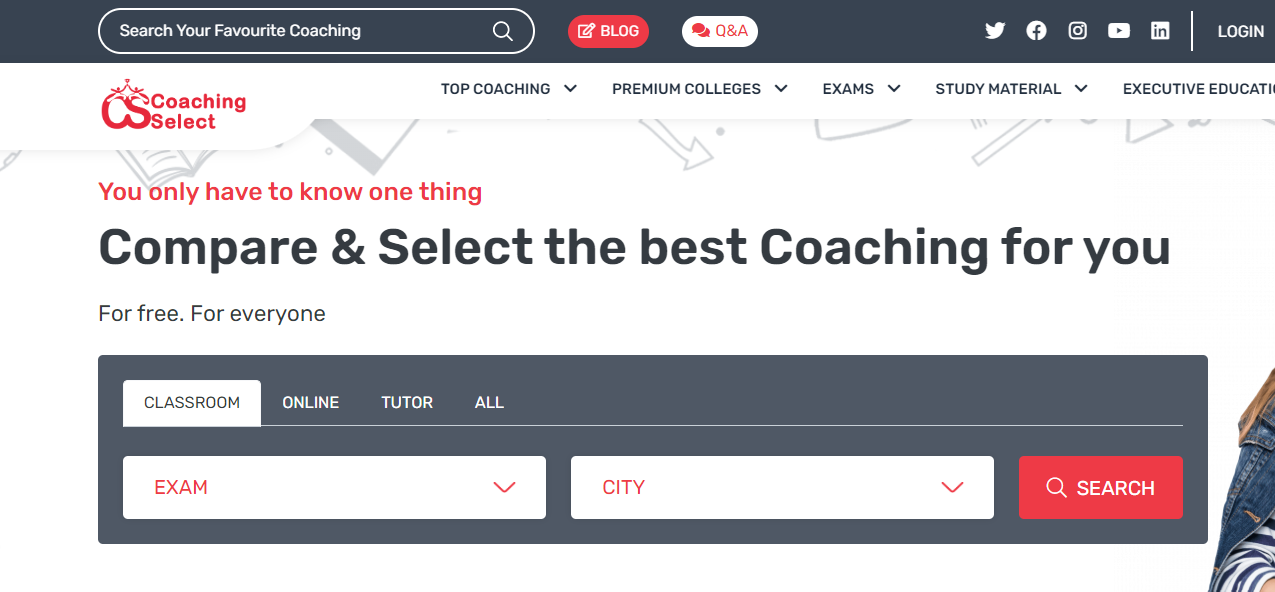 Search Your Favourite Coaching
BLOG
Q&A
LOGIN
CS Coaching
Select
TOP COACHING
PREMIUM COLLEGES
EXAMS
STUDY MATERIAL
EXECUTIVE
You only have to know one thing
Compare & Select the best Coaching for you
For free. For everyone
CLASSROOM
ONLINE
TUTOR
ALL
EXAM
CITY
SEARCH